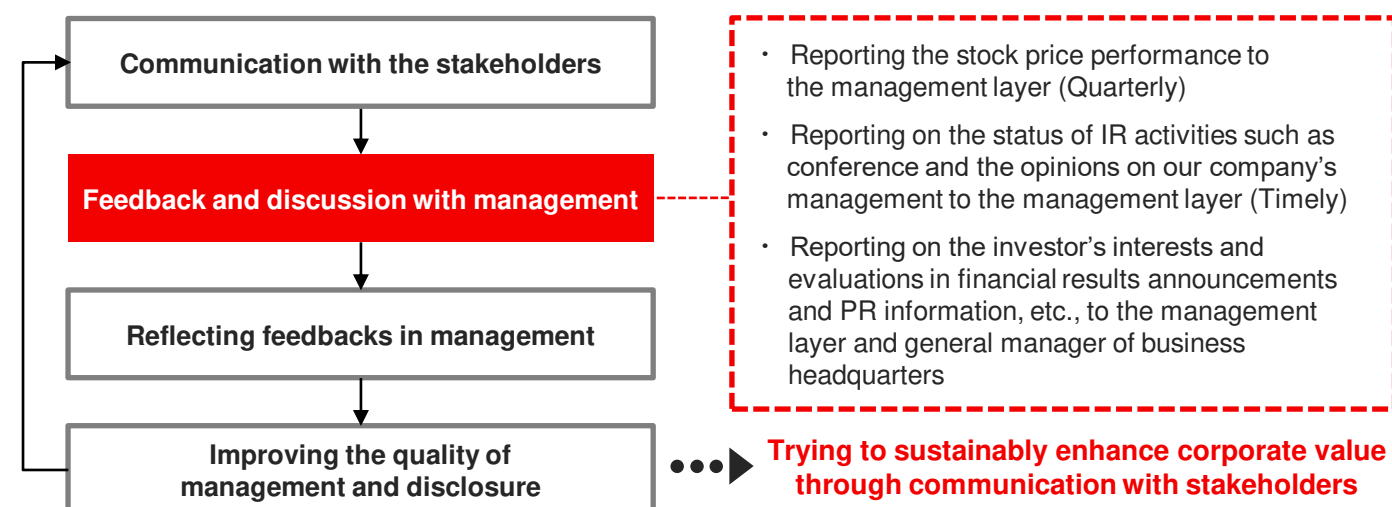 Communication with the stakeholders
Feedback and discussion with management
Reflecting feedbacks in management
Improving the quality of
management and disclosure
・ Reporting the stock price performance to
the management layer (Quarterly)
・ Reporting on the status of IR activities such as
conference and the opinions on our company's
management to the management layer (Timely)
・ Reporting on the investor's interests and
evaluations in financial results announcements
and PR information, etc., to the management
layer and general manager of business
headquarters
Trying to sustainably enhance corporate value
through communication with stakeholders